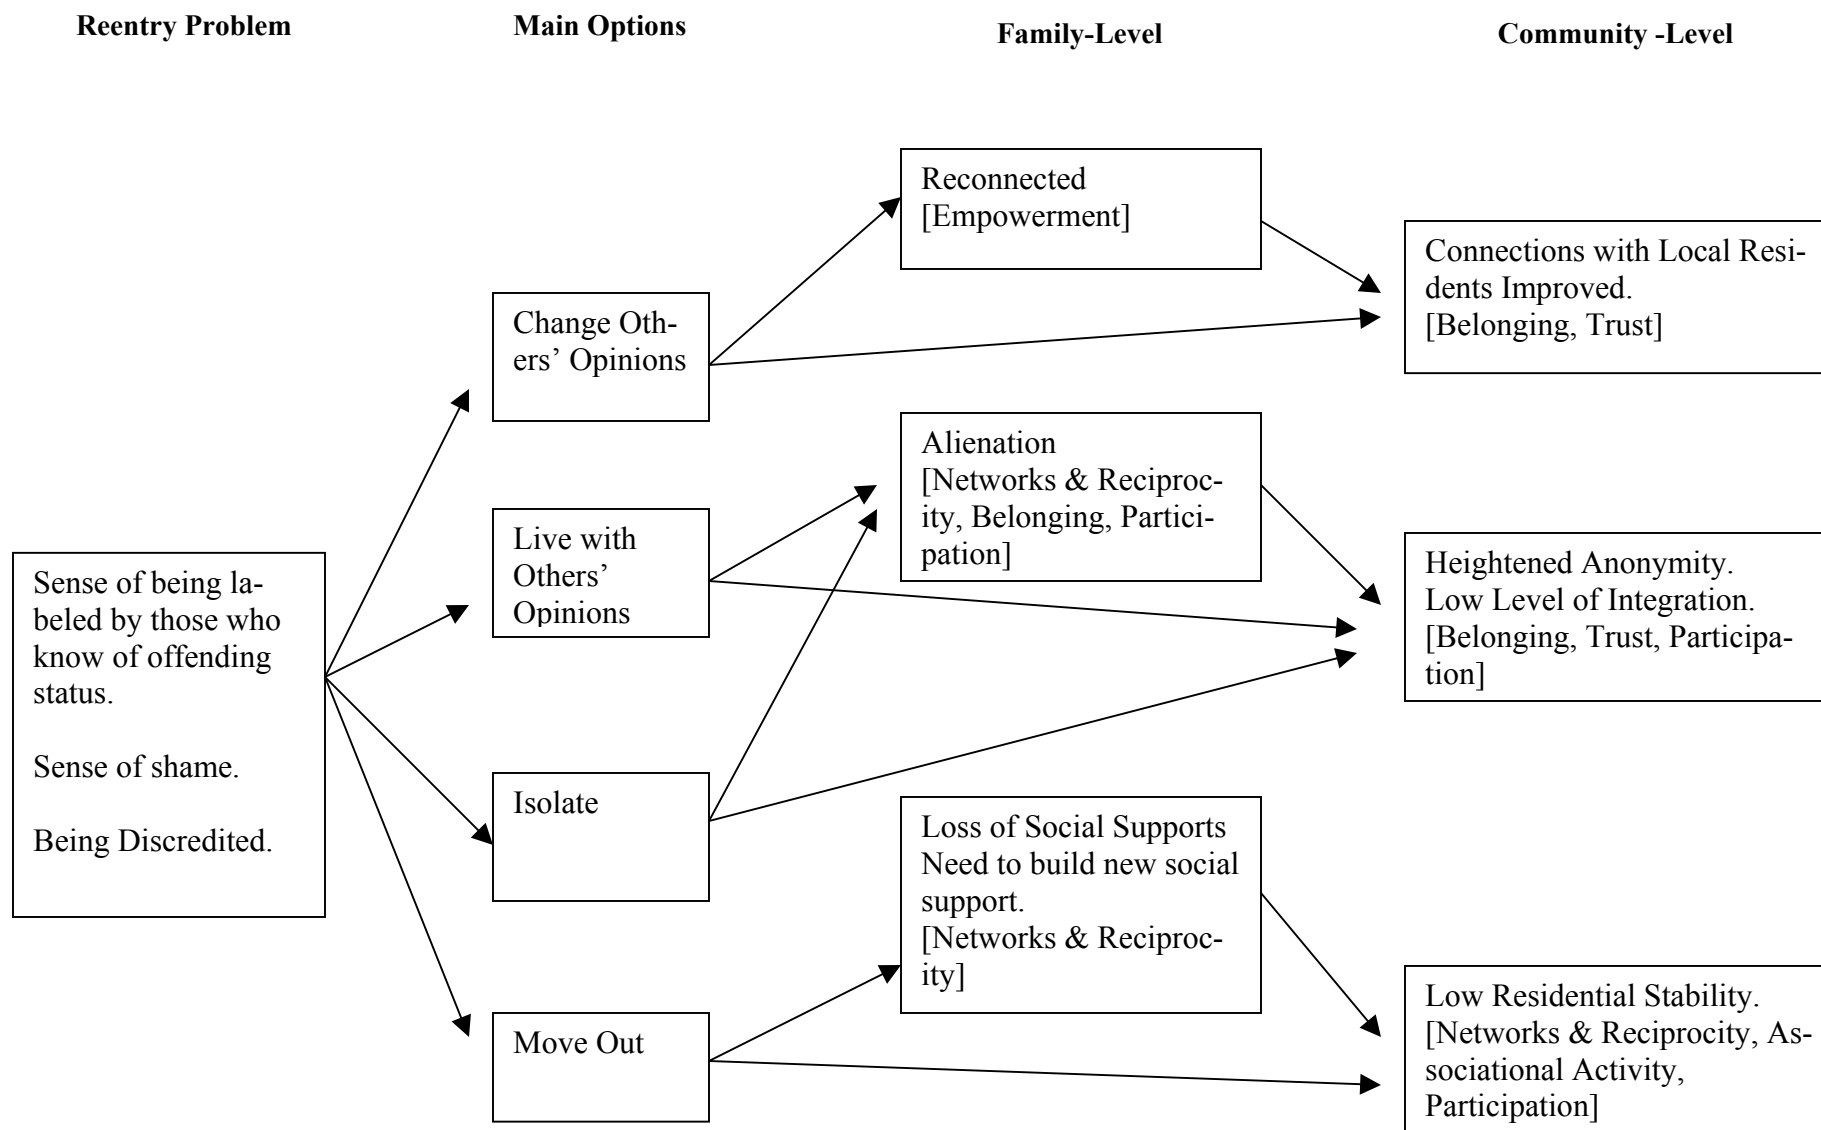 Reentry Problem
Main Options
Family-Level
Community -Level
Sense of being la-
beled by those who
know of offending
status.
Sense of shame.
Being Discredited.
Change Oth-
ers’ Opinions
Live with
Others’
Opinions
Isolate
Move Out
Reconnected
[Empowerment]
Alienation
[Networks & Reciproc-
ity, Belonging, Partici-
pation]
Loss of Social Supports
Need to build new social
support.
[Networks & Reciproc-
ity]
Connections with Local Resi-
dents Improved.
[Belonging, Trust]
Heightened Anonymity.
Low Level of Integration.
[Belonging, Trust, Participa-
tion]
Low Residential Stability.
[Networks & Reciprocity, As-
sociational Activity,
Participation]